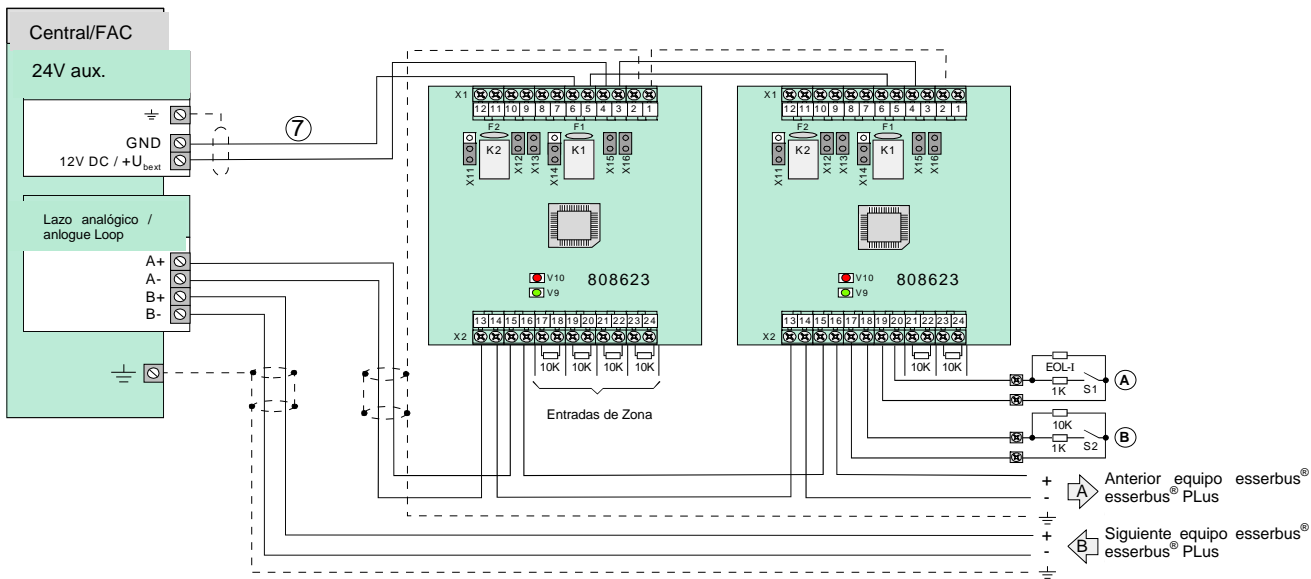 Central/FAC
24V aux.
GND
12V DC / +Ubext
7
Lazo analógico /
anlogue Loop
A+
A-
B+
B-
X1
12 11 10 9 8 7 6 5 4 3 2 1
F2 F1
K2 K1
X11 X12 X13 X14 X15 X16
V10
V9
808623
X2
13 14 15 16 17 18 19 20 21 22 23 24
10K 10K 10K 10K
Entradas de Zona
X1
12 11 10 9 8 7 6 5 4 3 2 1
F2 F1
K2 K1
X11 X12 X13 X14 X15 X16
V10
V9
808623
X2
13 14 15 16 17 18 19 20 21 22 23 24
10K 10K
EOL-I
1K S1
A
10K
1K S2
B
+
-
A
Anterior equipo esserbus®
esserbus® PLus
+
-
B
Siguiente equipo esserbus®
esserbus® PLus